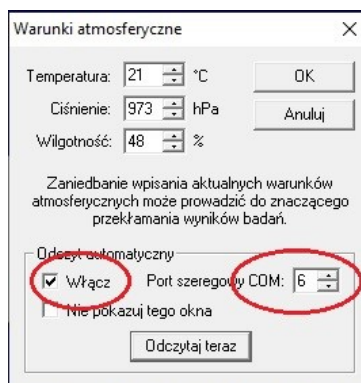 Warunki atmosferyczne
Temperatura: 21 °C OK
Ciśnienie: 973 hPa Anuluj
Wilgotność: 48 %
Zaniedbanie wpisania aktualnych warunków
atmosferycznych może prowadzić do znaczącego
przekłamania wyników badań.
Odczyt automatyczny
Włącz Port szeregowy COM: 6
Nie pokazuj tego okna
Odczytaj teraz